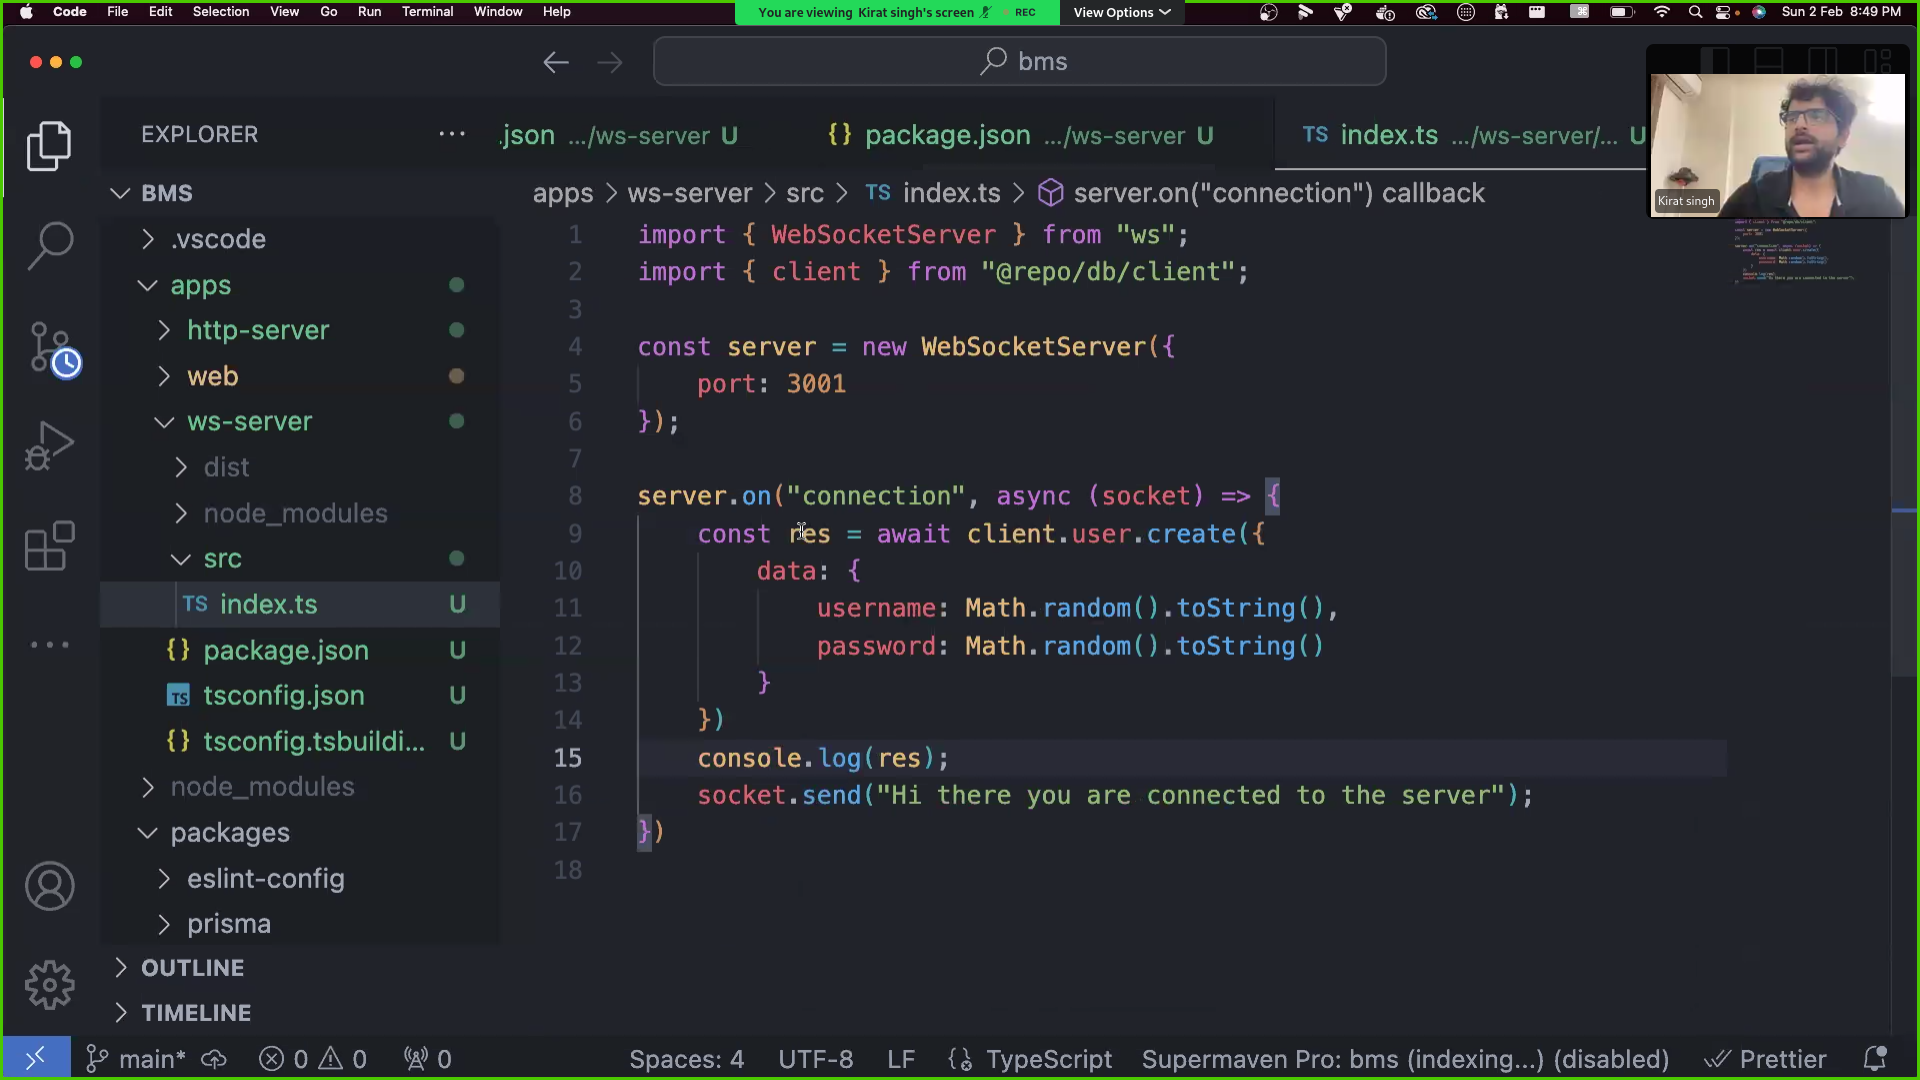 Code File Edit Selection View Go Run Terminal Window Help
You are viewing Kirat singh's screen REC View Options
Sun 2 Feb 8:49 PM
bms
EXPLORER
.json .../ws-server U
{} package.json .../ws-server U
TS index.ts .../ws-server/... U
Kirat singh
apps > ws-server > src > TS index.ts > server.on("connection") callback
BMS
.vscode
apps
http-server
web
ws-server
dist
node_modules
src
TS index.ts U
{} package.json U
TS tsconfig.json U
{} tsconfig.tsbuildi... U
node_modules
packages
eslint-config
prisma
OUTLINE
TIMELINE
1 import { WebSocketServer } from "ws";
2 import { client } from "@repo/db/client";
3
4 const server = new WebSocketServer({
5 port: 3001
6 });
7
8 server.on("connection", async (socket) => {
9 const res = await client.user.create({
10 data: {
11 username: Math.random().toString(),
12 password: Math.random().toString()
13 }
14 })
15 console.log(res);
16 socket.send("Hi there you are connected to the server");
17 })
18
main* 0 0 0 Spaces: 4 UTF-8 LF TypeScript Supermaven Pro: bms (indexing...) (disabled) Prettier